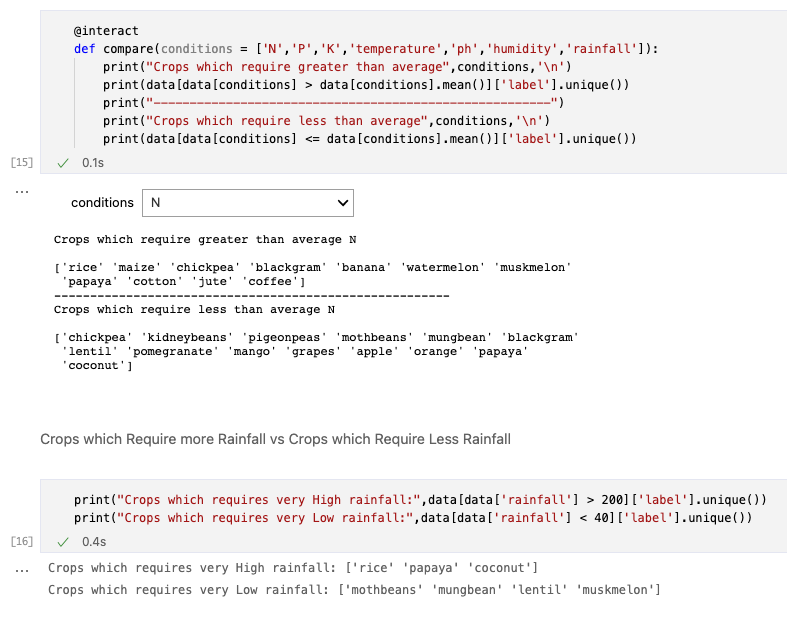 @interact
def compare(conditions = ['N','P','K','temperature','ph','humidity','rainfall']):
print("Crops which require greater than average",conditions,'\n')
print(data[data[conditions] > data[conditions].mean()]['label'].unique())
print("-------------------------------------------------------")
print("Crops which require less than average",conditions,'\n')
print(data[data[conditions] <= data[conditions].mean()]['label'].unique())
[15] ✓ 0.1s
...
conditions N
Crops which require greater than average N
['rice' 'maize' 'chickpea' 'blackgram' 'banana' 'watermelon' 'muskmelon'
'papaya' 'cotton' 'jute' 'coffee']
-------------------------------------------------------
Crops which require less than average N
['chickpea' 'kidneybeans' 'pigeonpeas' 'mothbeans' 'mungbean' 'blackgram'
'lentil' 'pomegranate' 'mango' 'grapes' 'apple' 'orange' 'papaya'
'coconut']
Crops which Require more Rainfall vs Crops which Require Less Rainfall
print("Crops which requires very High rainfall:",data[data['rainfall'] > 200]['label'].unique())
print("Crops which requires very Low rainfall:",data[data['rainfall'] < 40]['label'].unique())
[16] ✓ 0.4s
... Crops which requires very High rainfall: ['rice' 'papaya' 'coconut']
Crops which requires very Low rainfall: ['mothbeans' 'mungbean' 'lentil' 'muskmelon']